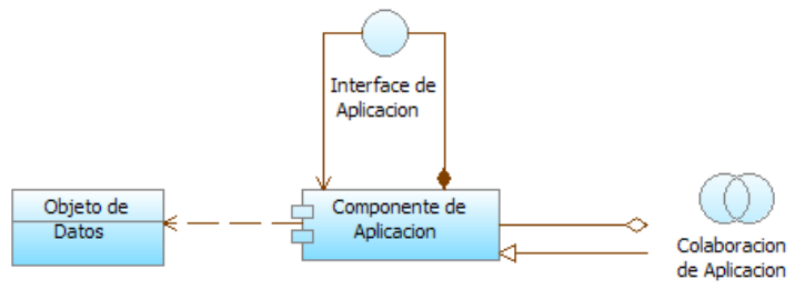 Interface de
Aplicacion
Objeto de
Datos
Componente de
Aplicacion
Colaboracion
de Aplicacion